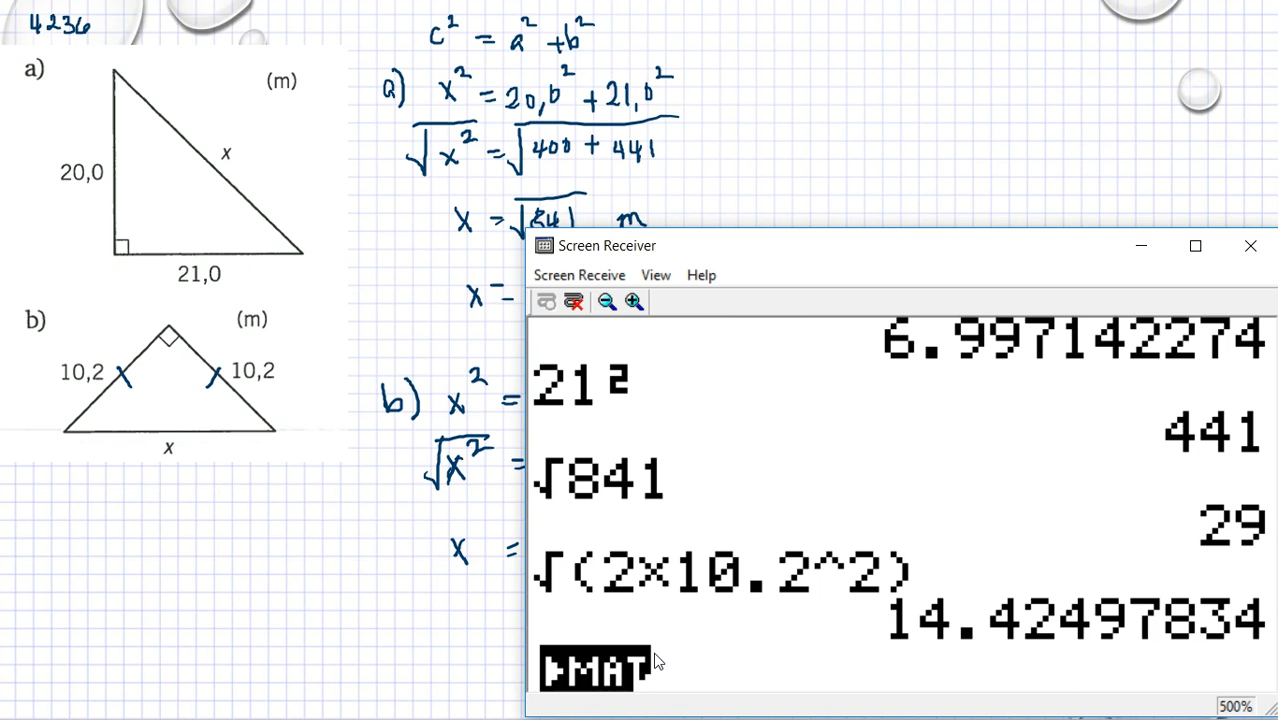 4236
a)
(m)
20,0
x
21,0
b)
(m)
10,2
10,2
x
c² = a² + b²
a) x² = 20,0² + 21,0²
√x² = √400 + 441
x = √841 m
x =
b) x² =
√x² =
x =
Screen Receiver
Screen Receive View Help
6.997142274
21²
441
√841
29
√(2×10.2^2)
14.42497834
▶MAT
500%